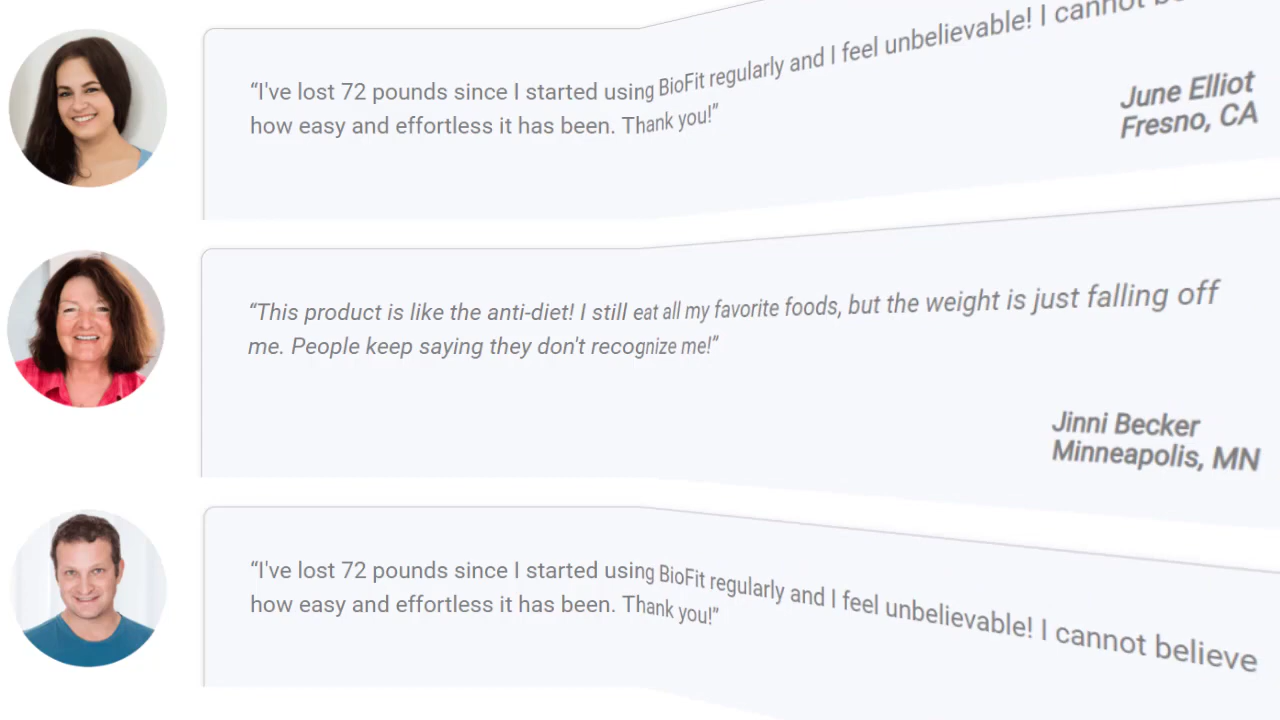 “I've lost 72 pounds since I started using BioFit regularly and I feel unbelievable! I cannot
how easy and effortless it has been. Thank you!”
June Elliot
Fresno, CA
“This product is like the anti-diet! I still eat all my favorite foods, but the weight is just falling off
me. People keep saying they don't recognize me!”
Jinni Becker
Minneapolis, MN
“I've lost 72 pounds since I started using BioFit regularly and I feel unbelievable! I cannot believe
how easy and effortless it has been. Thank you!”